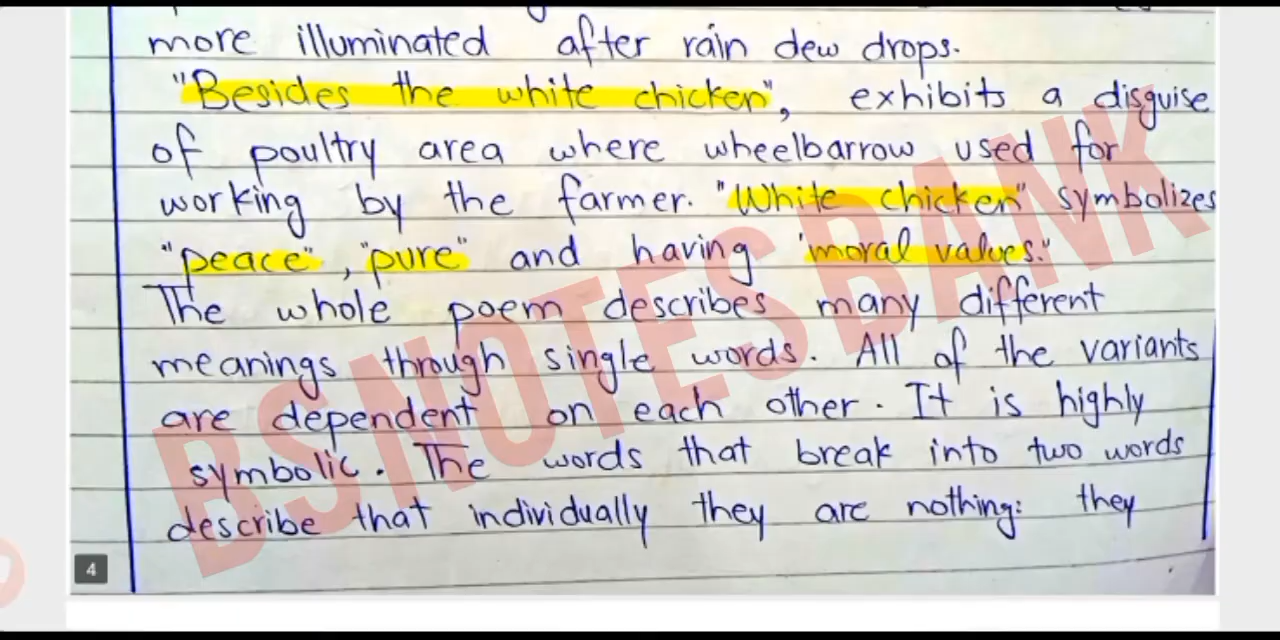 more illuminated after rain dew drops.
"Besides the white chicken", exhibits a disguise
of poultry area where wheelbarrow used for
working by the farmer. "White chicken" symbolizes
"peace", "pure" and having 'moral values."
The whole poem describes many different
meanings through single words. All of the variants
are dependent on each other. It is highly
symbolic. The words that break into two words
describe that individually they are nothing: they
4
BSNOTES BANK